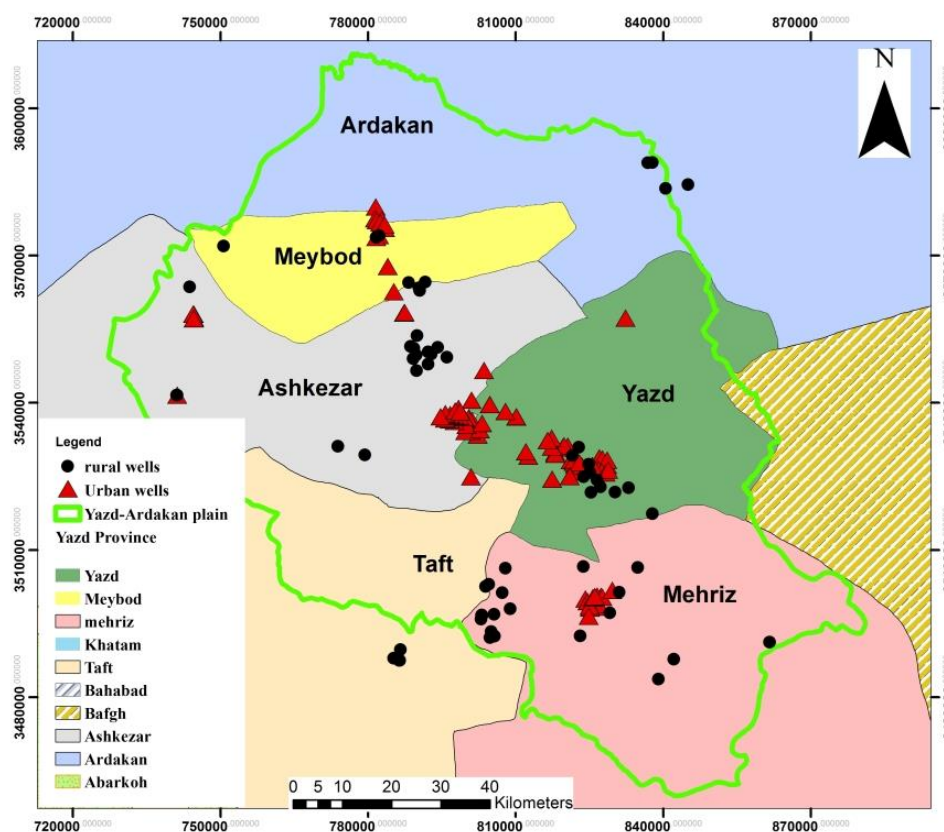 720000 750000 780000 810000 840000 870000
N
Ardakan
3600000
Meybod
3570000
Ashkezar
Yazd
3540000
Legend
rural wells
Urban wells
Yazd-Ardakan plain
Yazd Province
Taft
3510000
Mehriz
Yazd
Meybod
mehriz
Khatam
Taft
Bahabad
3480000
Bafgh
Ashkezar
Ardakan
Abarkoh
0 5 10 20 30 40
Kilometers
720000 750000 780000 810000 840000 870000